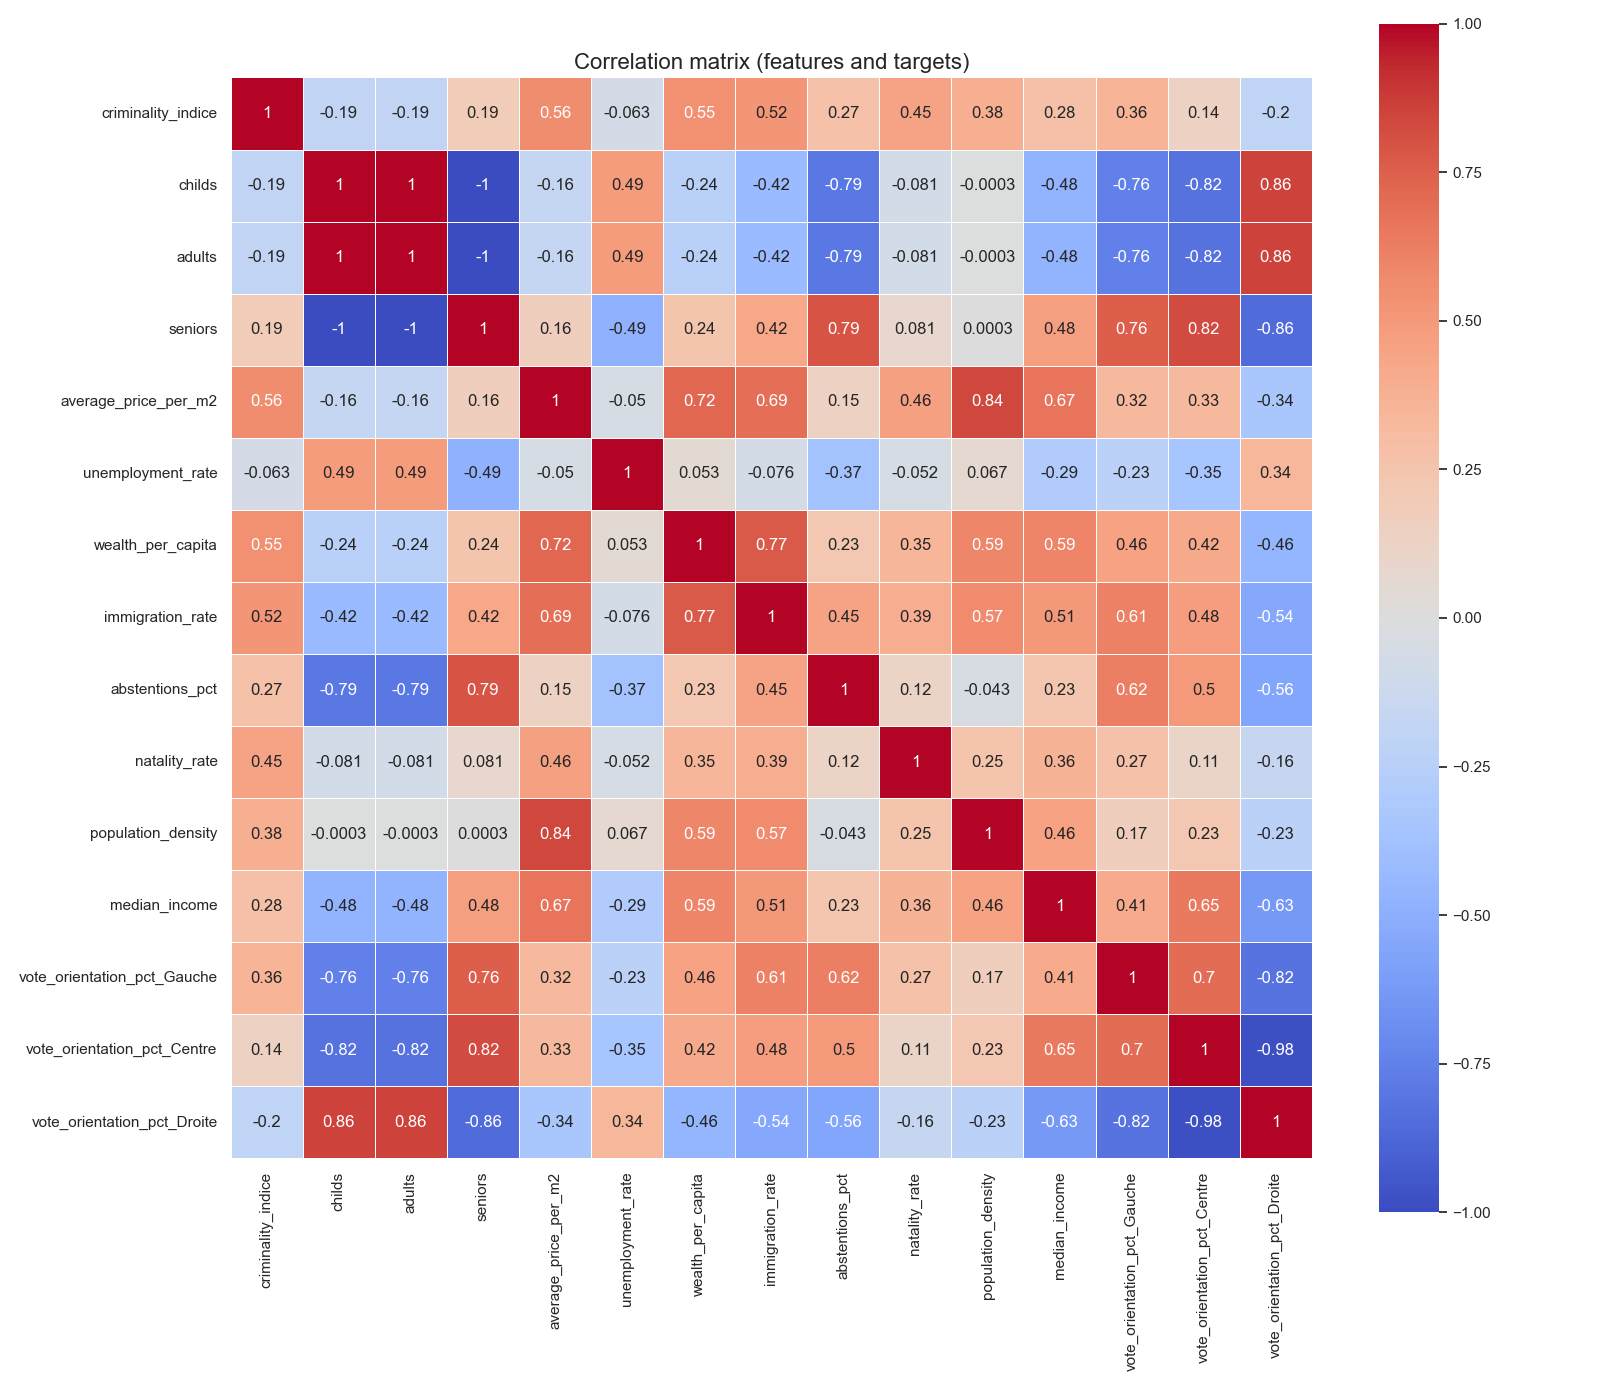 Correlation matrix (features and targets)
criminality_indice 1 -0.19 -0.19 0.19 0.56 -0.063 0.55 0.52 0.27 0.45 0.38 0.28 0.36 0.14 -0.2
childs -0.19 1 1 -1 -0.16 0.49 -0.24 -0.42 -0.79 -0.081 -0.0003 -0.48 -0.76 -0.82 0.86
adults -0.19 1 1 -1 -0.16 0.49 -0.24 -0.42 -0.79 -0.081 -0.0003 -0.48 -0.76 -0.82 0.86
seniors 0.19 -1 -1 1 0.16 -0.49 0.24 0.42 0.79 0.081 0.0003 0.48 0.76 0.82 -0.86
average_price_per_m2 0.56 -0.16 -0.16 0.16 1 -0.05 0.72 0.69 0.15 0.46 0.84 0.67 0.32 0.33 -0.34
unemployment_rate -0.063 0.49 0.49 -0.49 -0.05 1 0.053 -0.076 -0.37 -0.052 0.067 -0.29 -0.23 -0.35 0.34
wealth_per_capita 0.55 -0.24 -0.24 0.24 0.72 0.053 1 0.77 0.23 0.35 0.59 0.59 0.46 0.42 -0.46
immigration_rate 0.52 -0.42 -0.42 0.42 0.69 -0.076 0.77 1 0.45 0.39 0.57 0.51 0.61 0.48 -0.54
abstentions_pct 0.27 -0.79 -0.79 0.79 0.15 -0.37 0.23 0.45 1 0.12 -0.043 0.23 0.62 0.5 -0.56
natality_rate 0.45 -0.081 -0.081 0.081 0.46 -0.052 0.35 0.39 0.12 1 0.25 0.36 0.27 0.11 -0.16
population_density 0.38 -0.0003 -0.0003 0.0003 0.84 0.067 0.59 0.57 -0.043 0.25 1 0.46 0.17 0.23 -0.23
median_income 0.28 -0.48 -0.48 0.48 0.67 -0.29 0.59 0.51 0.23 0.36 0.46 1 0.41 0.65 -0.63
vote_orientation_pct_Gauche 0.36 -0.76 -0.76 0.76 0.32 -0.23 0.46 0.61 0.62 0.27 0.17 0.41 1 0.7 -0.82
vote_orientation_pct_Centre 0.14 -0.82 -0.82 0.82 0.33 -0.35 0.42 0.48 0.5 0.11 0.23 0.65 0.7 1 -0.98
vote_orientation_pct_Droite -0.2 0.86 0.86 -0.86 -0.34 0.34 -0.46 -0.54 -0.56 -0.16 -0.23 -0.63 -0.82 -0.98 1
criminality_indice
childs
adults
seniors
average_price_per_m2
unemployment_rate
wealth_per_capita
immigration_rate
abstentions_pct
natality_rate
population_density
median_income
vote_orientation_pct_Gauche
vote_orientation_pct_Centre
vote_orientation_pct_Droite
1.00
0.75
0.50
0.25
0.00
−0.25
−0.50
−0.75
−1.00